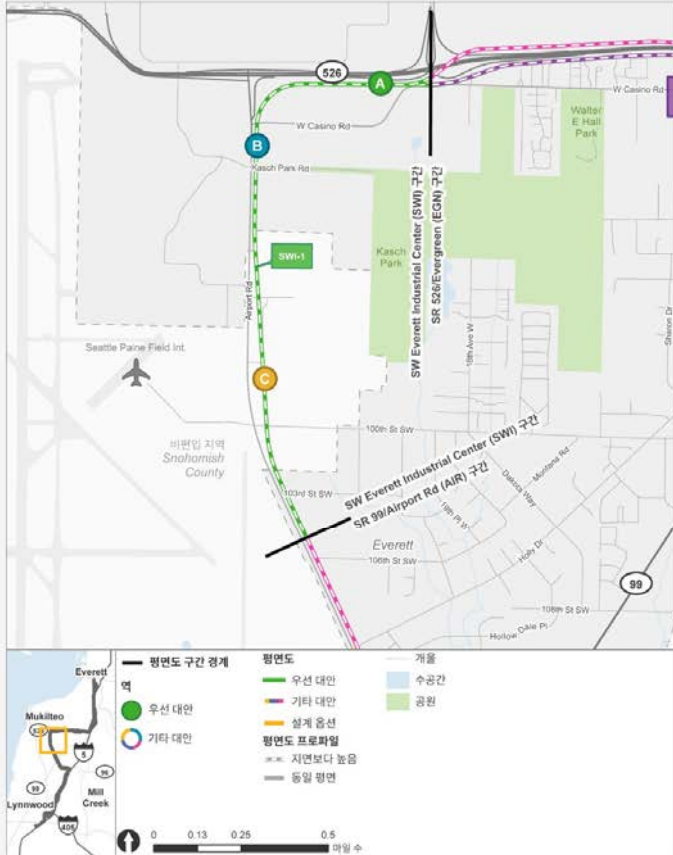 526
A
W Casino Rd
W Casino Rd
Walter
E Hall
Park
B
Kasch Park Rd
SW Everett Industrial Center (SWI) 구간
SR 526/Evergreen (EGN) 구간
Kasch
Park
SWI-1
Airport Rd
18th Ave W
Sharon Dr
Seattle Paine Field Int.
C
100th St SW
비편입 지역
Snohomish
County
SW Everett Industrial Center (SWI) 구간
SR 99/Airport Rd (AIR) 구간
103rd St SW
Dakota Way
Montana Rd
19th Pl W
Everett
Holly Dr
106th St SW
99
108th St SW
Hollow Dale Pl
Everett
Mukilteo
526
5
99
96
Mill
Creek
Lynnwood
405
평면도 구간 경계
역
우선 대안
기타 대안
평면도
우선 대안
기타 대안
설계 옵션
평면도 프로파일
지면보다 높음
동일 평면
개울
수공간
공원
0 0.13 0.25 0.5
마일 수